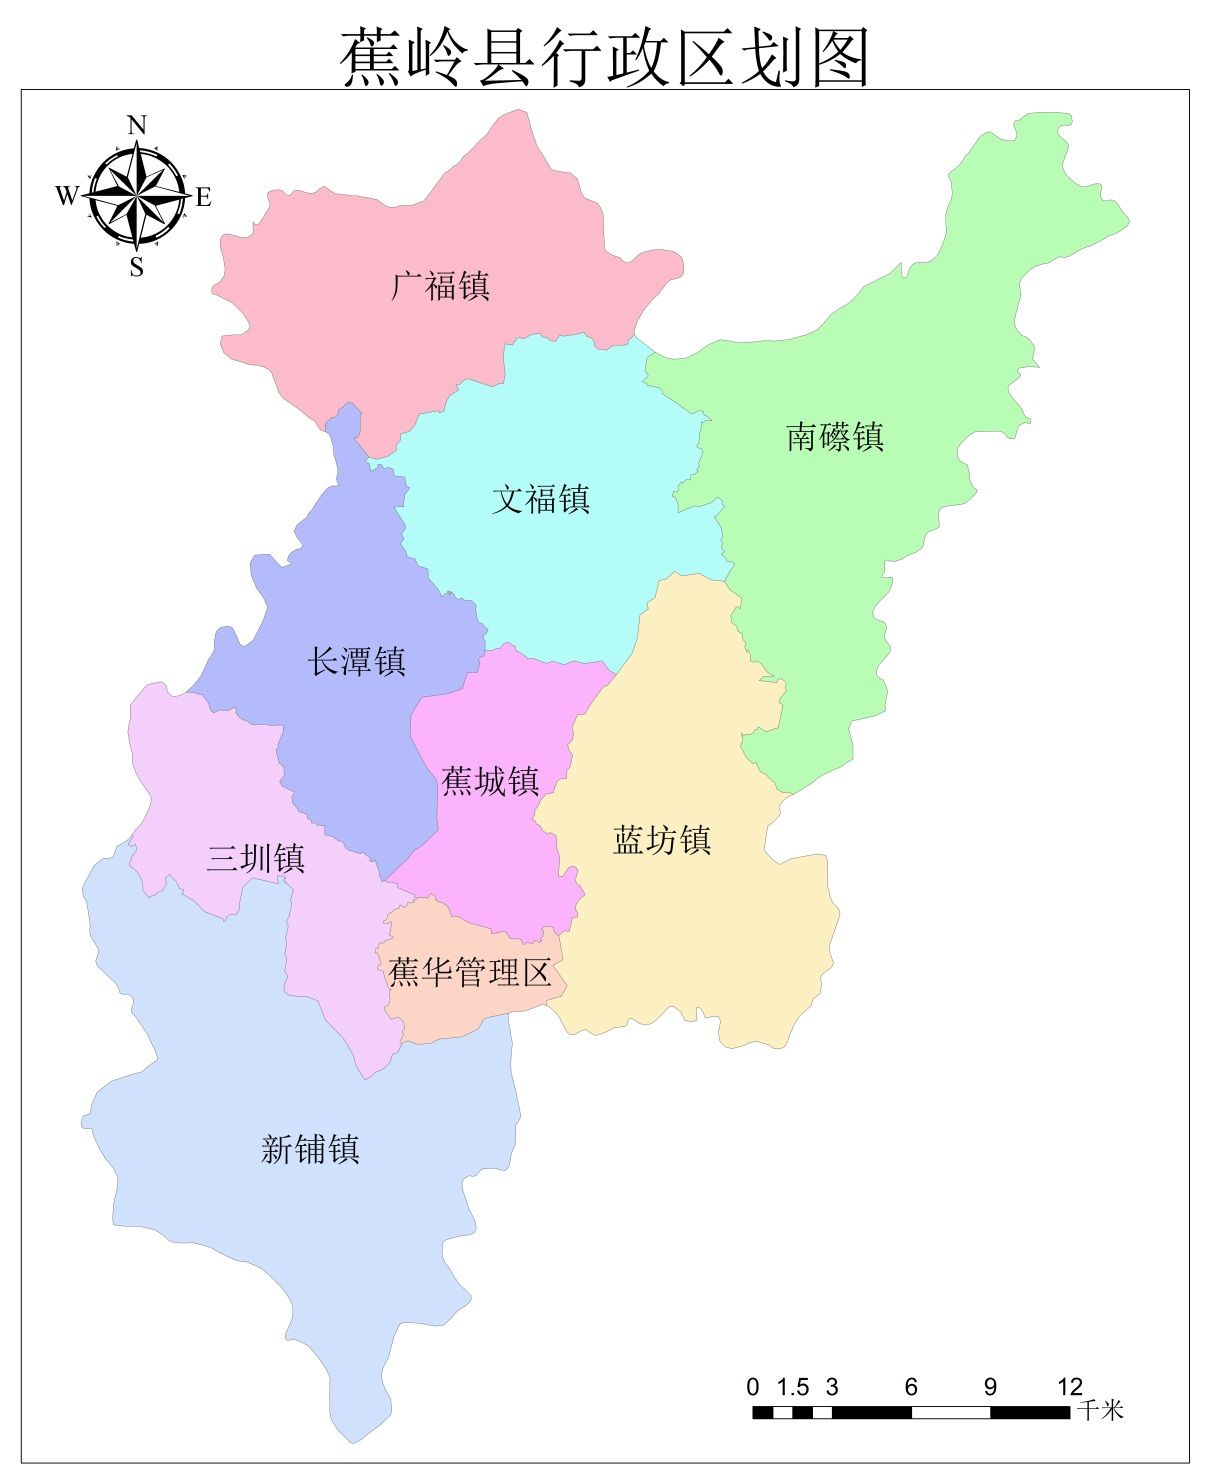 蕉岭县行政区划图
N
W
E
S
广福镇
南磜镇
文福镇
长潭镇
蕉城镇
蓝坊镇
三圳镇
蕉华管理区
新铺镇
0 1.5 3 6 9 12
千米